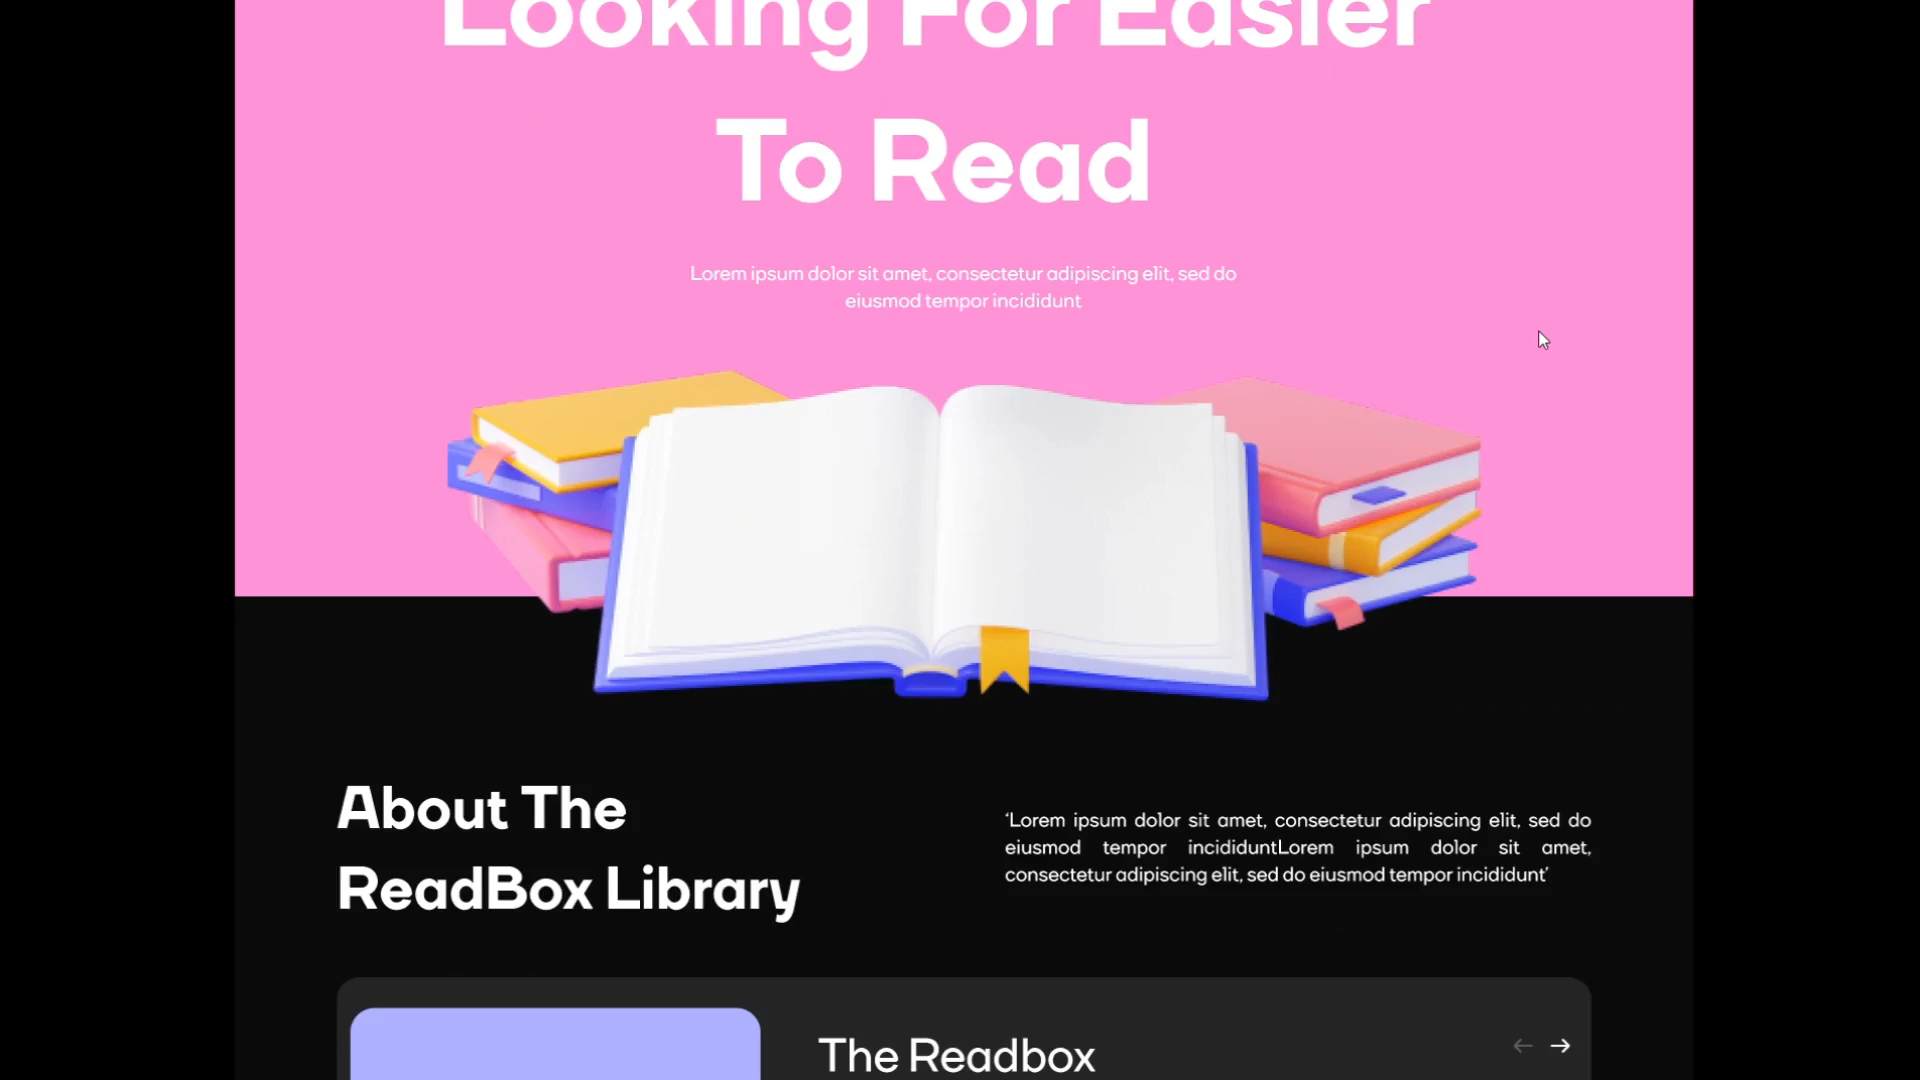 Looking For Easier
To Read
Lorem ipsum dolor sit amet, consectetur adipiscing elit, sed do
eiusmod tempor incididunt
About The
ReadBox Library
‘Lorem ipsum dolor sit amet, consectetur adipiscing elit, sed do
eiusmod tempor incididuntLorem ipsum dolor sit amet,
consectetur adipiscing elit, sed do eiusmod tempor incididunt’
The Readbox